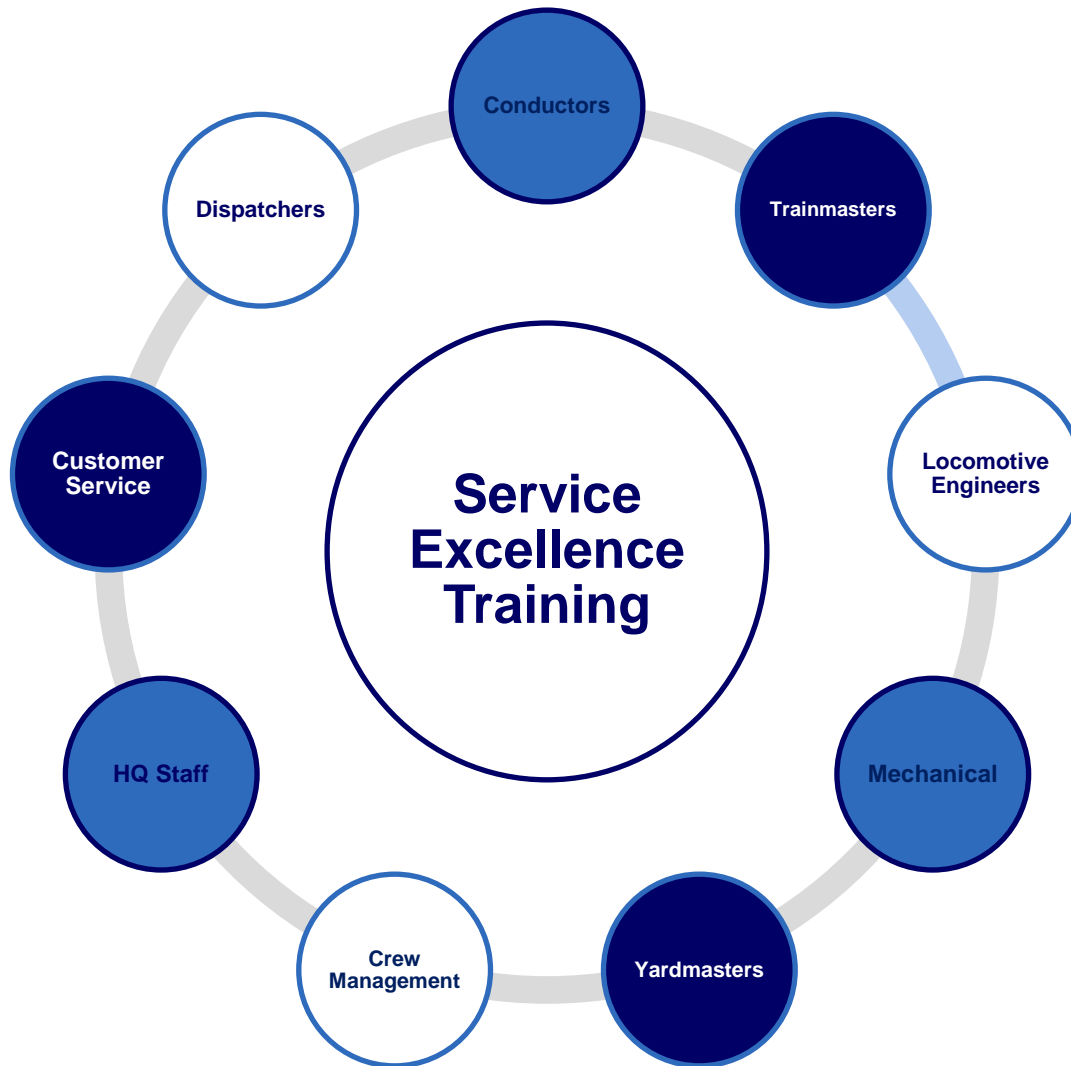 Conductors
Trainmasters
Dispatchers
Locomotive
Engineers
Customer
Service
Service
Excellence
Training
HQ Staff
Mechanical
Crew
Management
Yardmasters